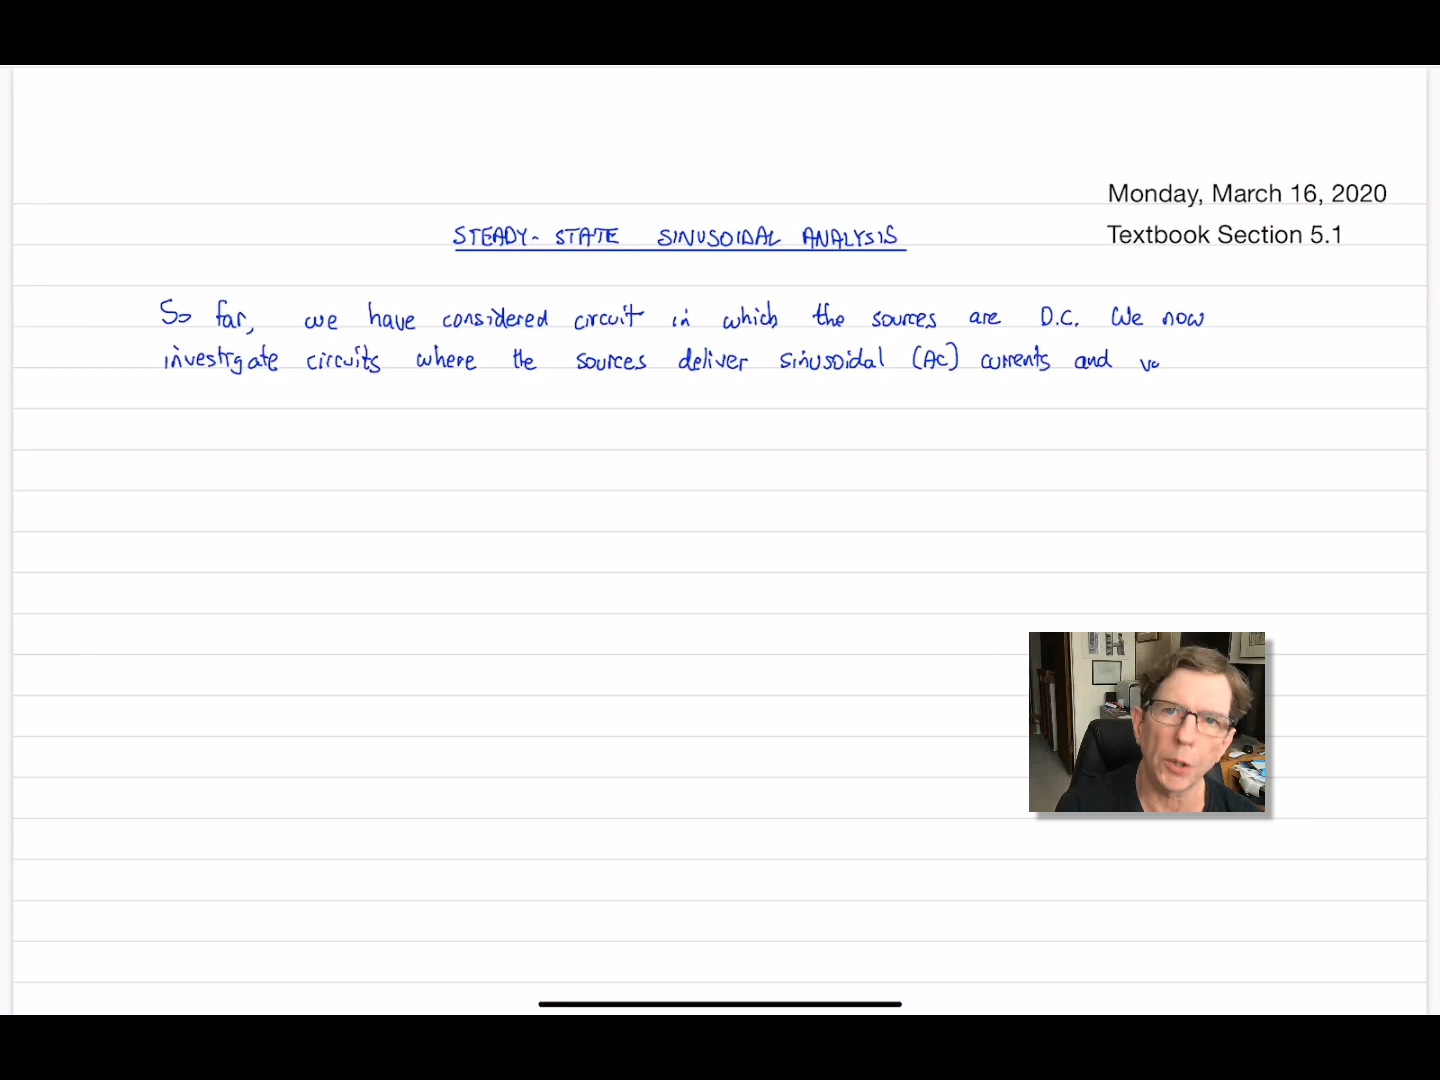 Monday, March 16, 2020
STEADY-STATE SINUSOIDAL ANALYSIS
Textbook Section 5.1
So far, we have considered circuit in which the sources are D.C. We now
investigate circuits where the sources deliver sinusoidal (AC) currents and vo